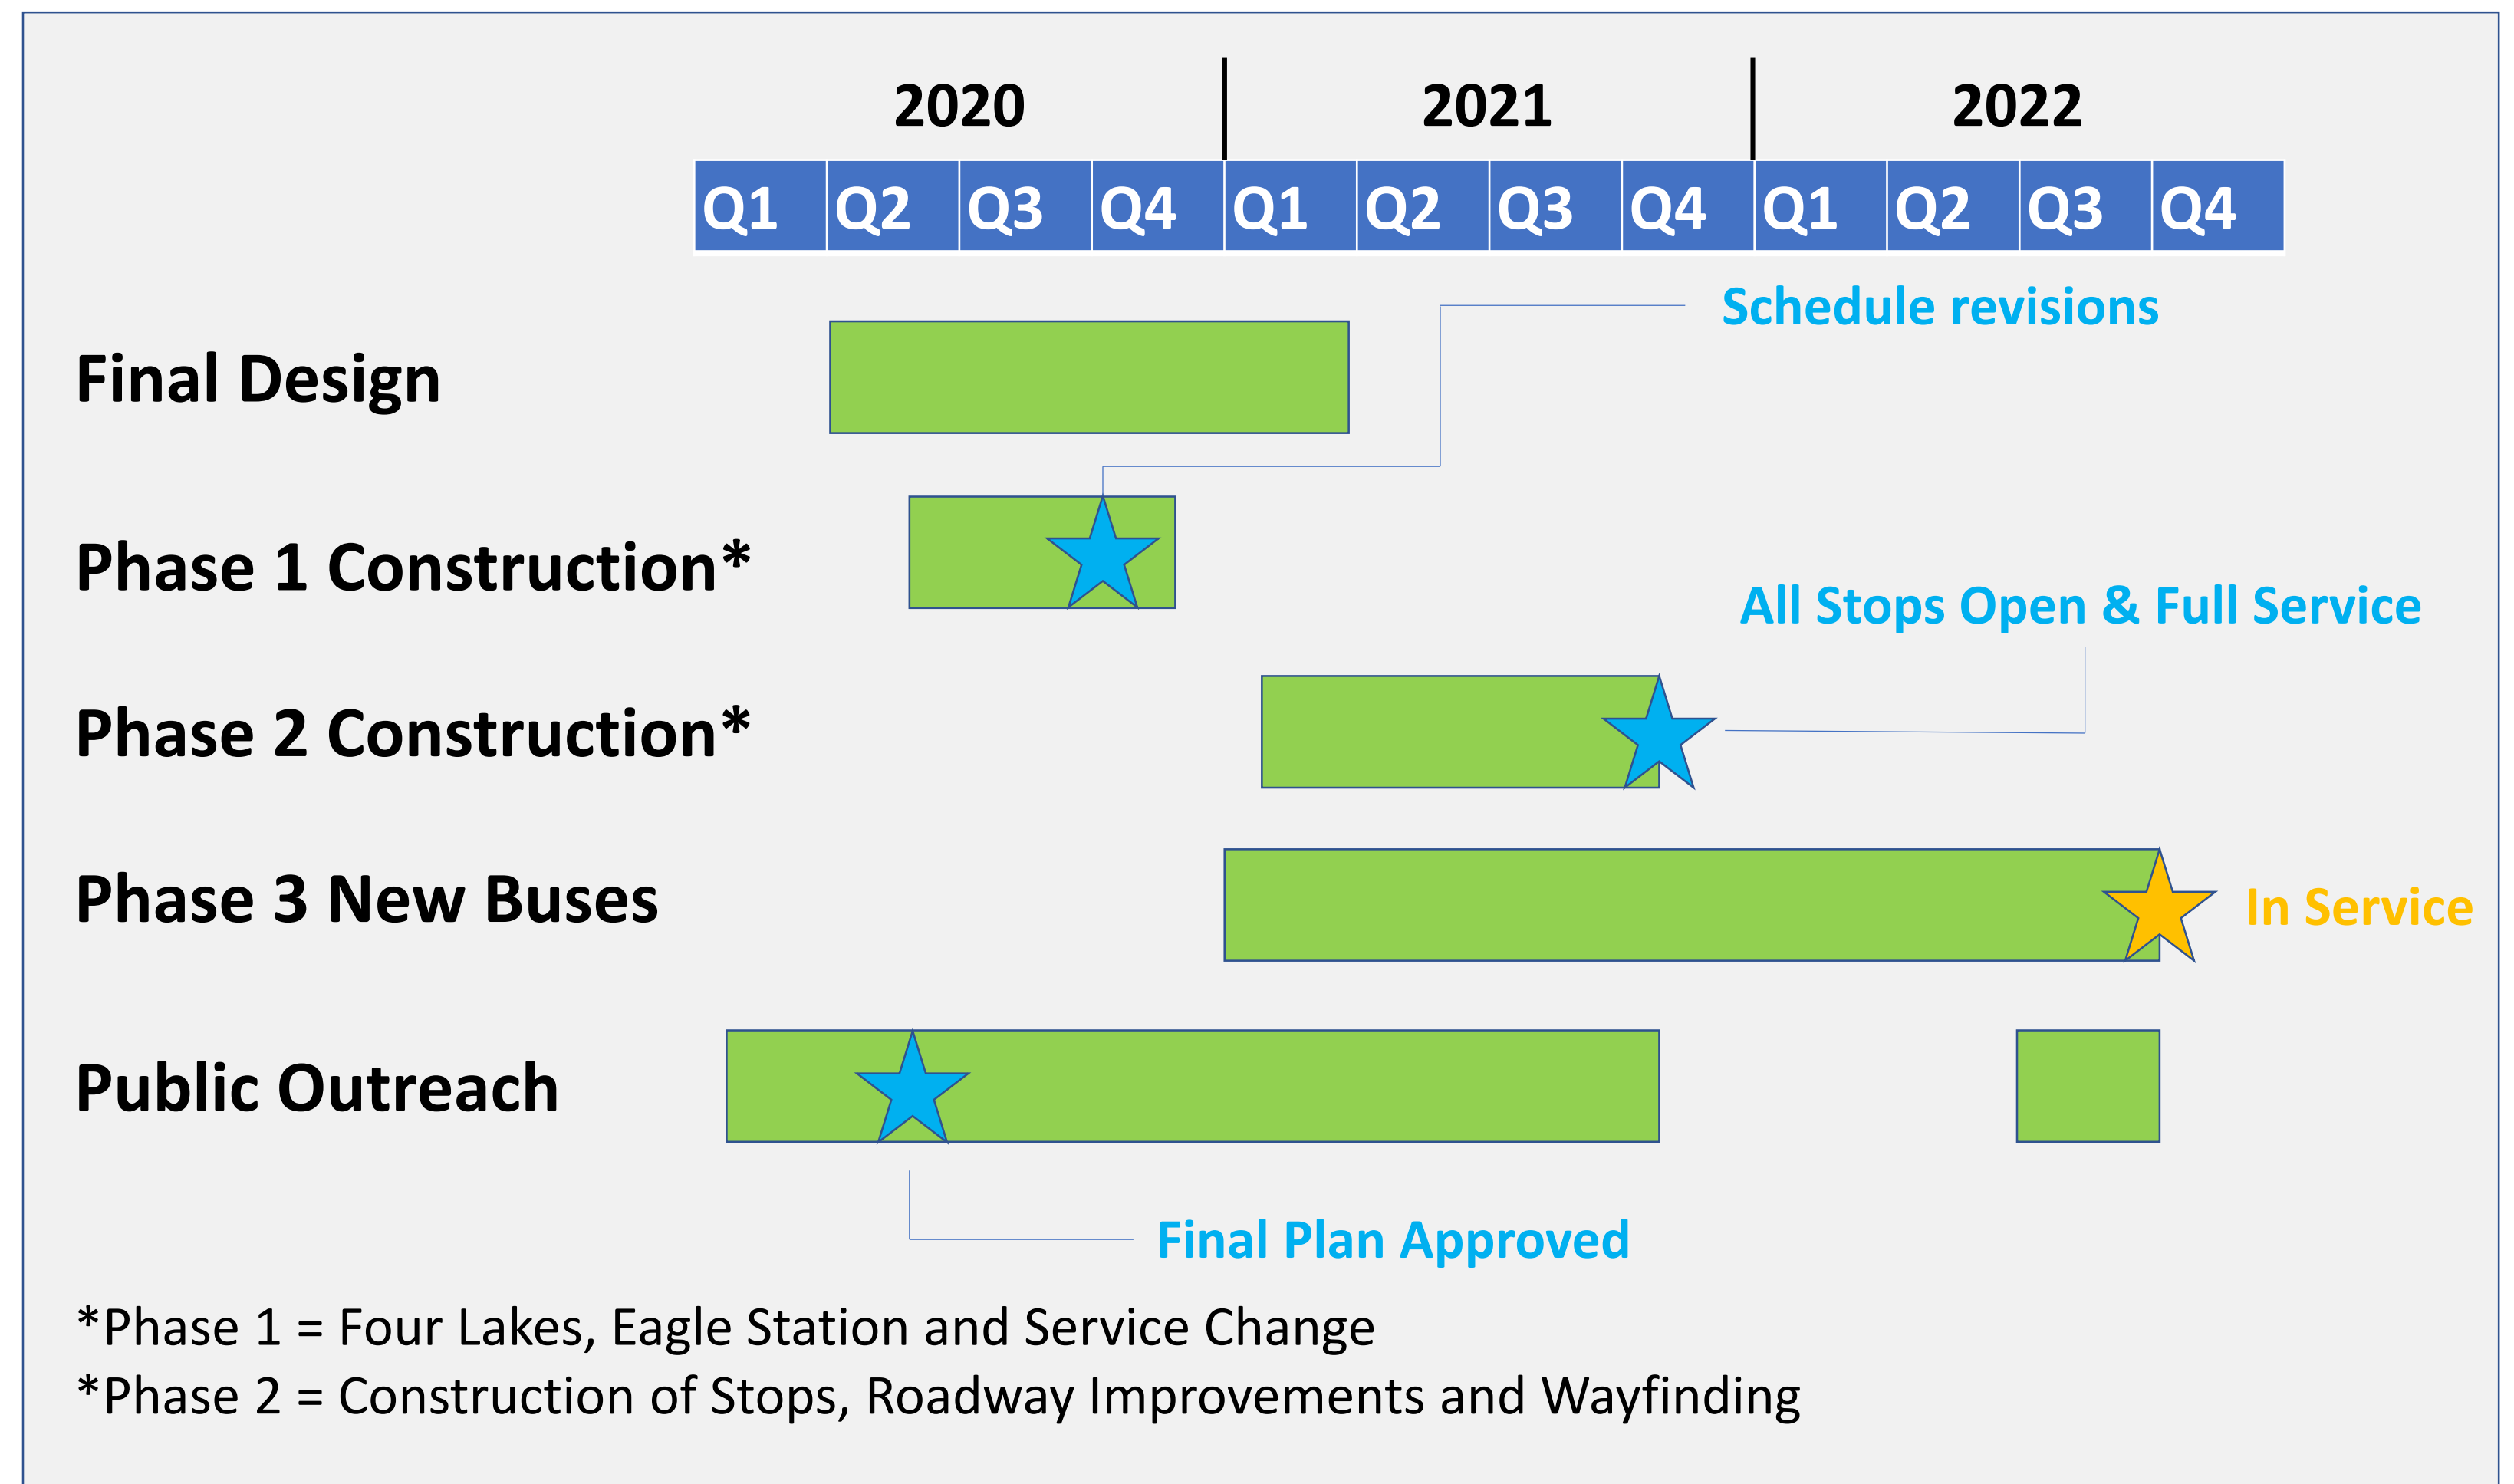 2020 2021 2022
Q1 Q2 Q3 Q4 Q1 Q2 Q3 Q4 Q1 Q2 Q3 Q4
Schedule revisions
Final Design
Phase 1 Construction*
All Stops Open & Full Service
Phase 2 Construction*
Phase 3 New Buses
In Service
Public Outreach
Final Plan Approved
*Phase 1 = Four Lakes, Eagle Station and Service Change
*Phase 2 = Construction of Stops, Roadway Improvements and Wayfinding